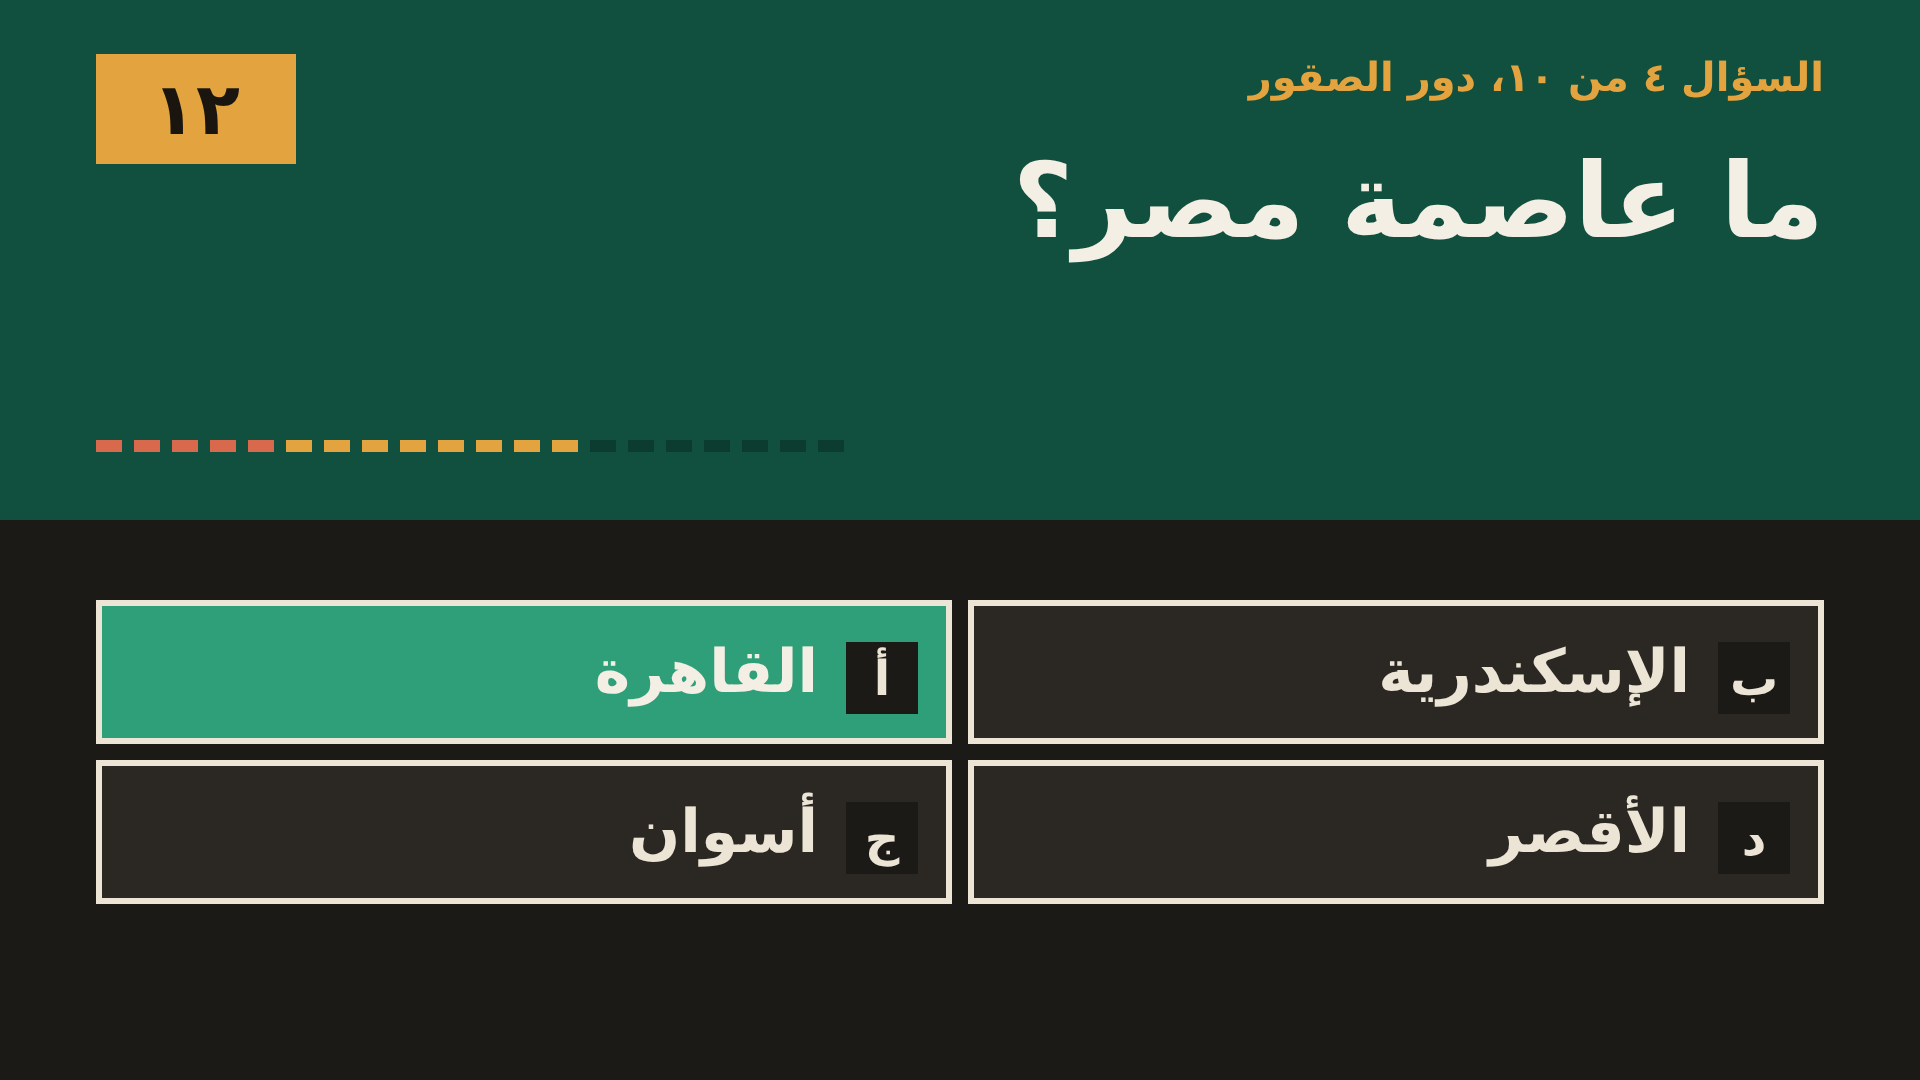 السؤال ٤ من ١٠، دور الصقور
١٢
ما عاصمة مصر؟
ب الإسكندرية
أ القاهرة
د الأقصر
ج أسوان